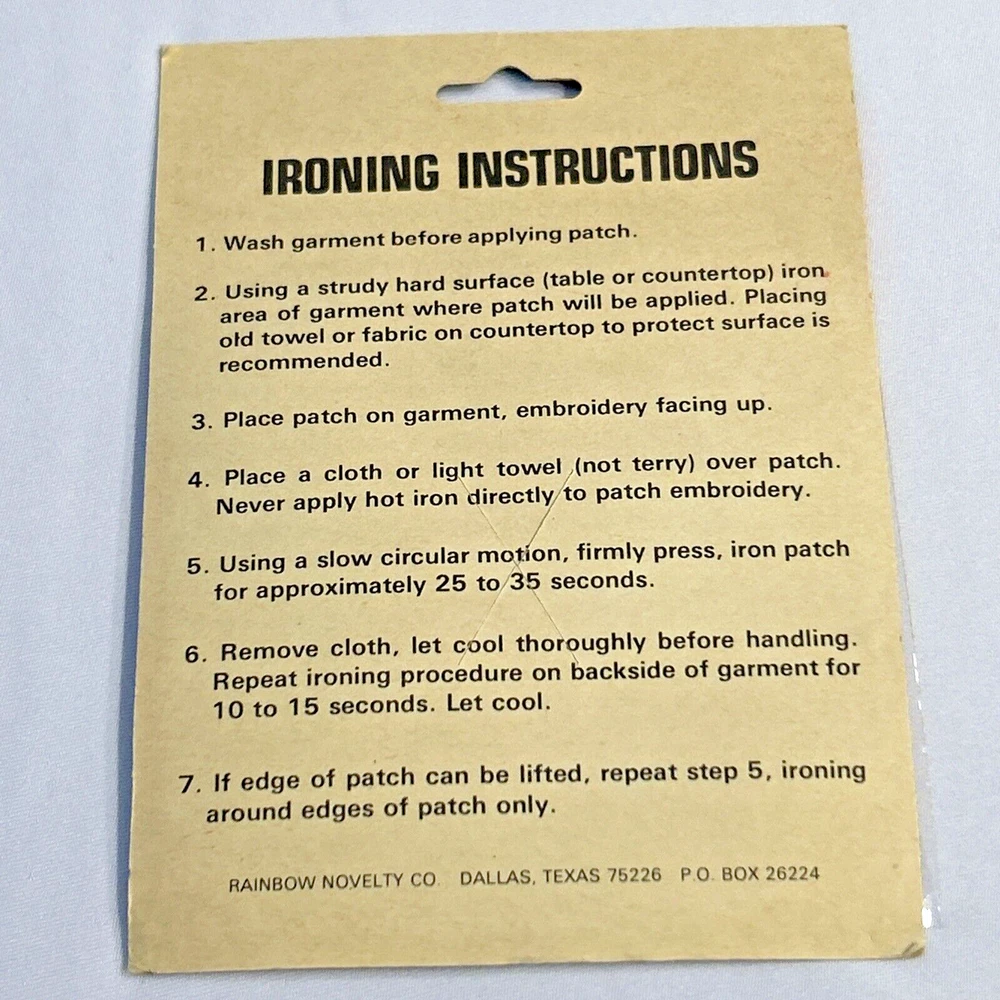 IRONING INSTRUCTIONS
1. Wash garment before applying patch.
2. Using a strudy hard surface (table or countertop) iron
area of garment where patch will be applied. Placing
old towel or fabric on countertop to protect surface is
recommended.
3. Place patch on garment, embroidery facing up.
4. Place a cloth or light towel (not terry) over patch.
Never apply hot iron directly to patch embroidery.
5. Using a slow circular motion, firmly press, iron patch
for approximately 25 to 35 seconds.
6. Remove cloth, let cool thoroughly before handling.
Repeat ironing procedure on backside of garment for
10 to 15 seconds. Let cool.
7. If edge of patch can be lifted, repeat step 5, ironing
around edges of patch only.
RAINBOW NOVELTY CO. DALLAS, TEXAS 75226 P.O. BOX 26224